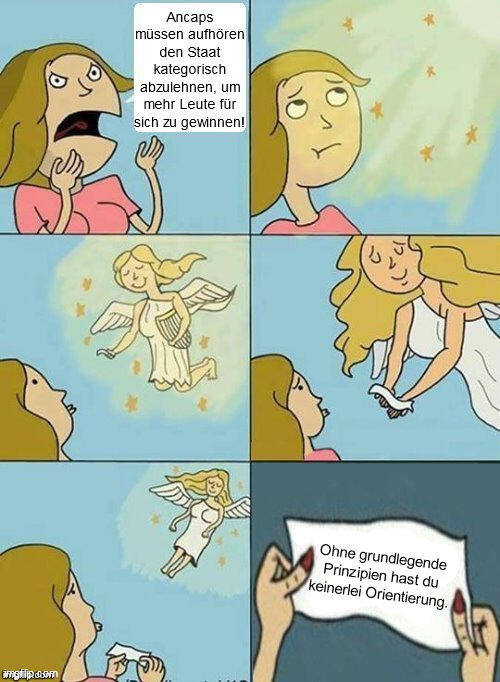 Ancaps
müssen aufhören
den Staat
kategorisch
abzulehnen, um
mehr Leute für
sich zu gewinnen!
Ohne grundlegende
Prinzipien hast du
keinerlei Orientierung.
imgflip.com